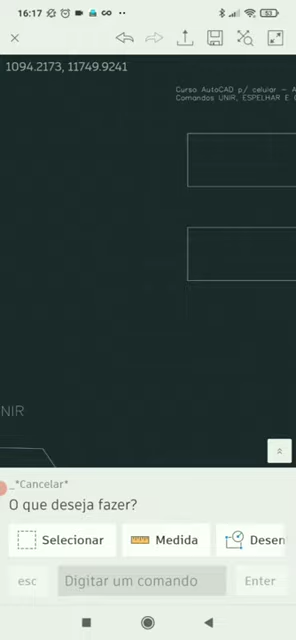 16:17
53
1094.2173, 11749.9241
Curso AutoCAD p/ celular – A
Comandos UNIR, ESPELHAR E
NIR
_*Cancelar*
O que deseja fazer?
Selecionar
Medida
Desen
esc
Digitar um comando
Enter